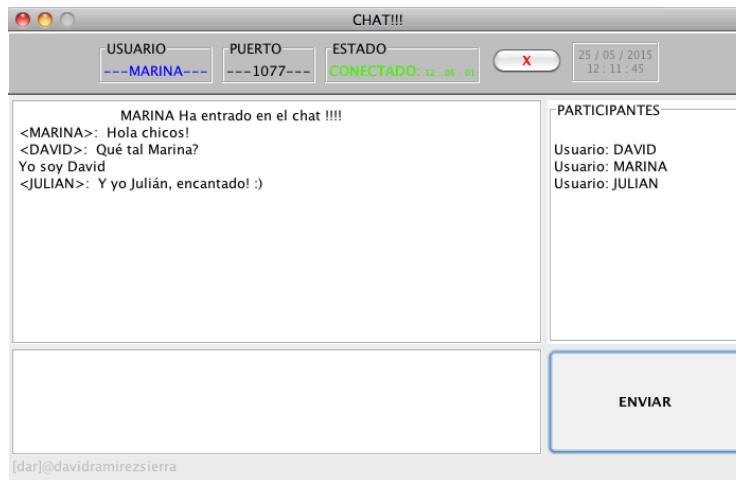 CHAT!!!
USUARIO
---MARINA---
PUERTO
---1077---
ESTADO
CONECTADO: 12 : 06 : 01
X
25 / 05 / 2015
12 : 11 : 45
MARINA Ha entrado en el chat !!!!
<MARINA>: Hola chicos!
<DAVID>: Qué tal Marina?
Yo soy David
<JULIAN>: Y yo Julián, encantado! :)
PARTICIPANTES
Usuario: DAVID
Usuario: MARINA
Usuario: JULIAN
ENVIAR
[dar]@davidramirezsierra